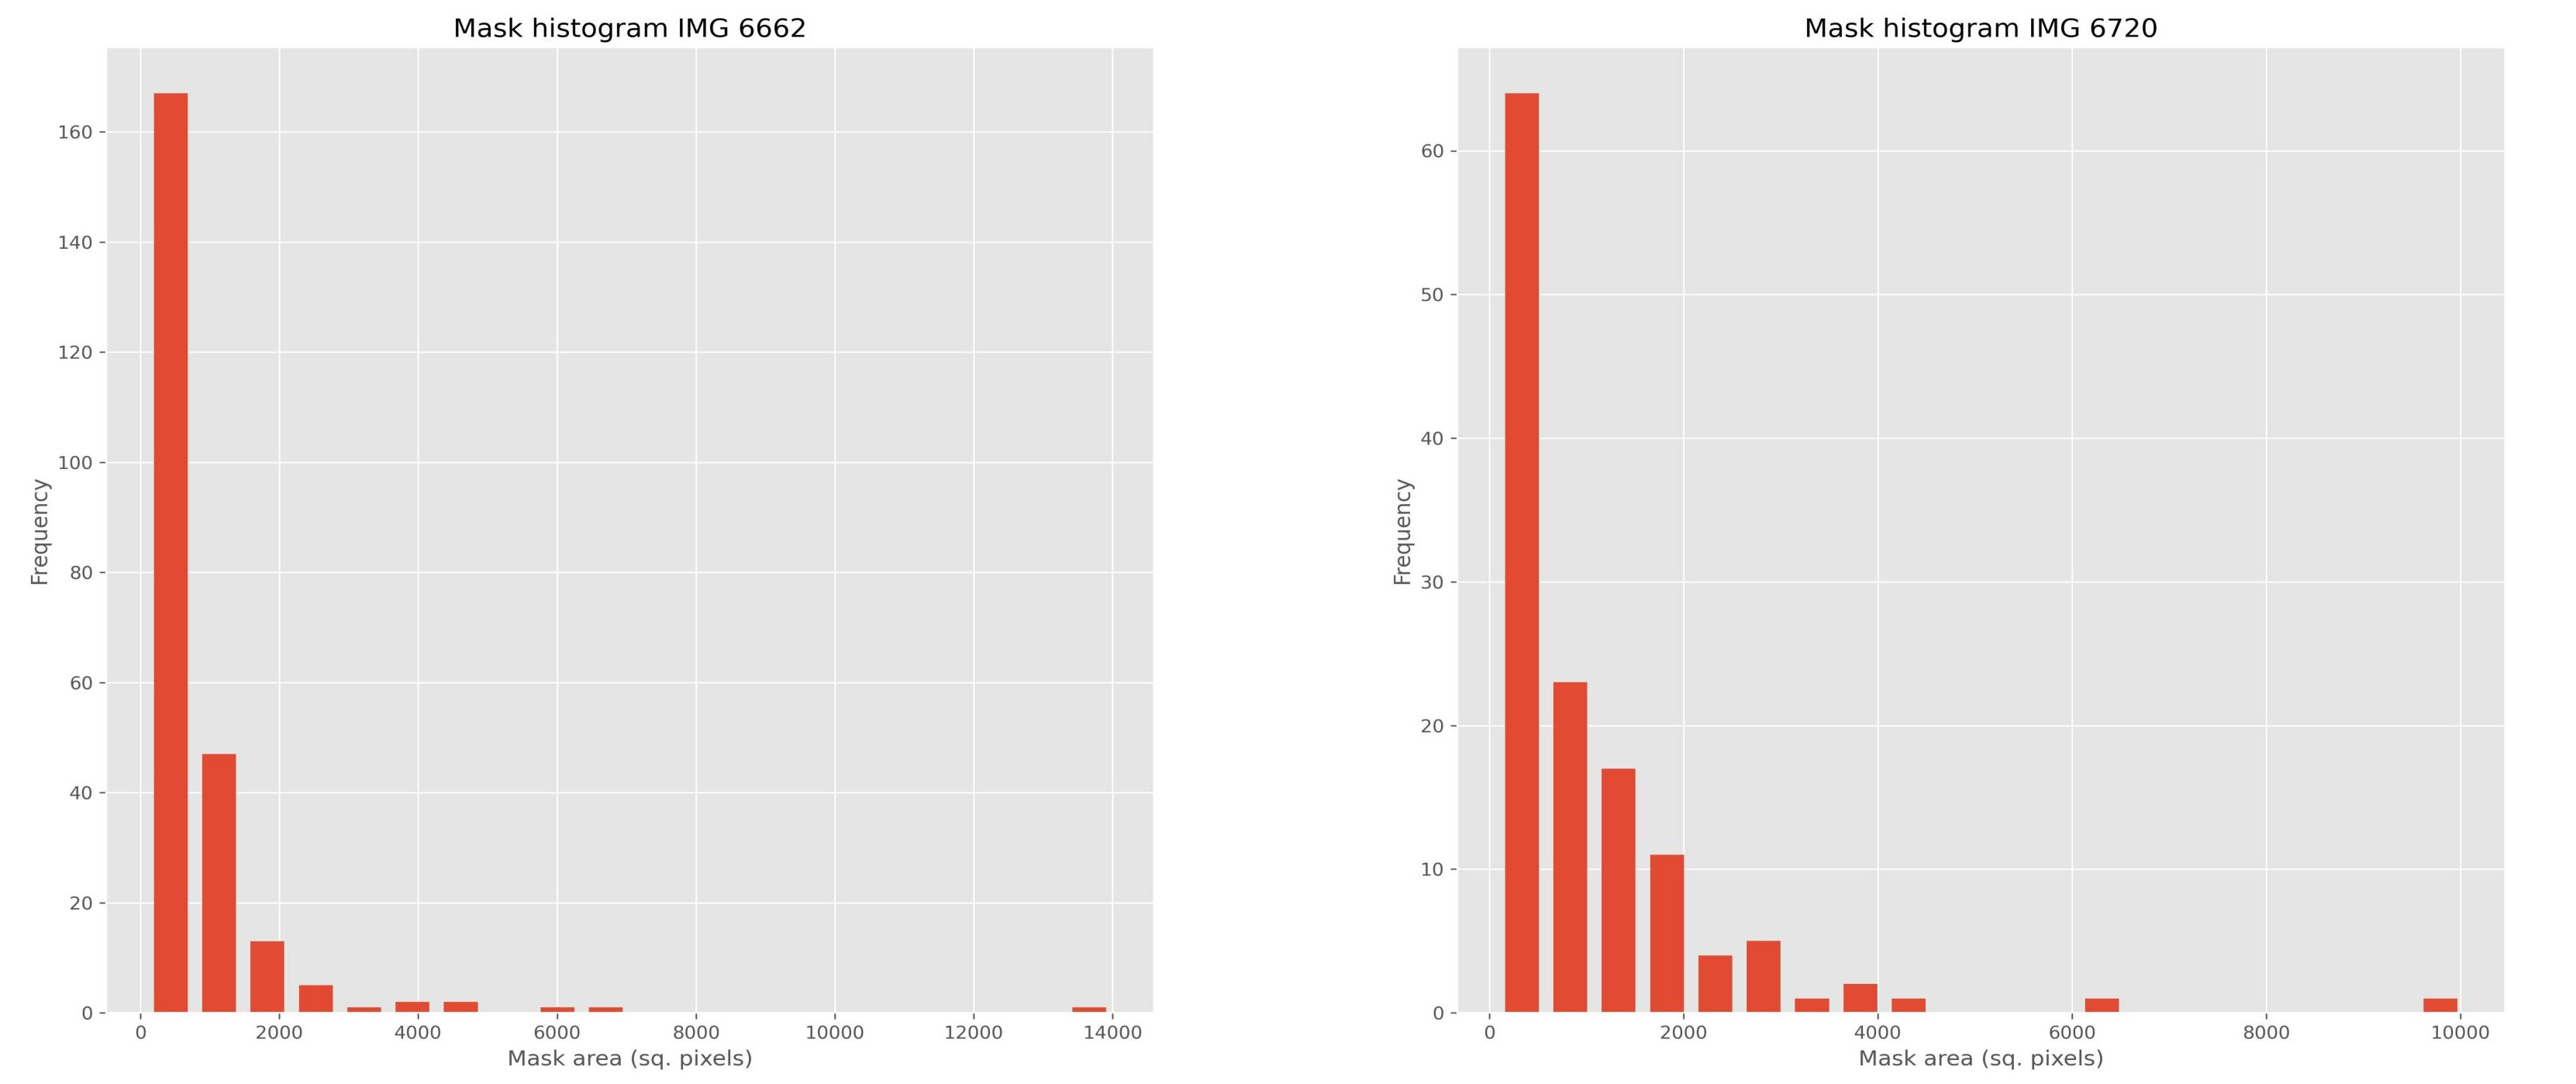 Mask histogram IMG 6662
160
140
120
100
80
60
40
20
0
Frequency
0 2000 4000 6000 8000 10000 12000 14000
Mask area (sq. pixels)
Mask histogram IMG 6720
60
50
40
30
20
10
0
Frequency
0 2000 4000 6000 8000 10000
Mask area (sq. pixels)